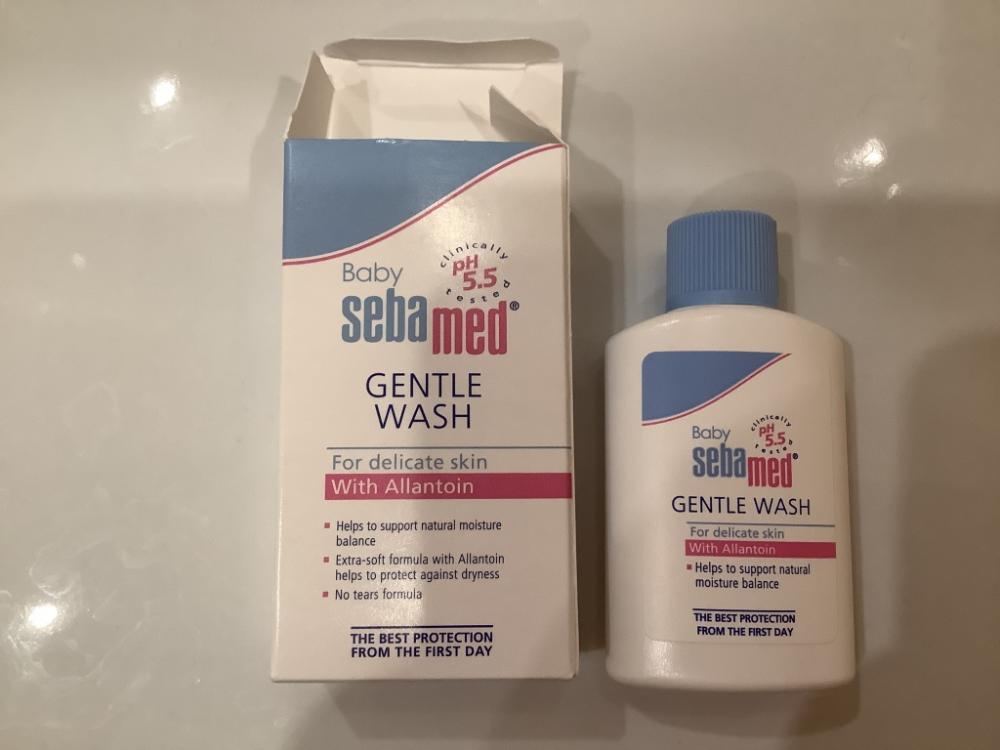 Baby
clinically
pH
5.5
tested
sebamed®
GENTLE
WASH
For delicate skin
With Allantoin
Helps to support natural moisture
balance
Extra-soft formula with Allantoin
helps to protect against dryness
No tears formula
THE BEST PROTECTION
FROM THE FIRST DAY
Baby
clinically
pH
5.5
tested
sebamed®
GENTLE WASH
For delicate skin
With Allantoin
Helps to support natural
moisture balance
THE BEST PROTECTION
FROM THE FIRST DAY